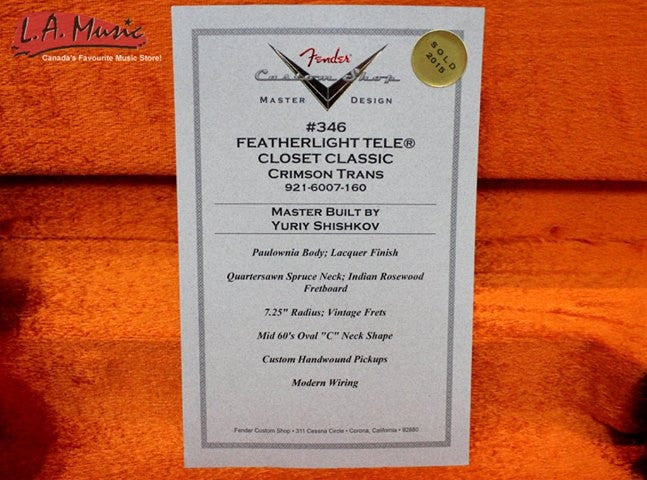 L.A. Music
Canada's Favourite Music Store!
Fender®
Custom Shop
MASTER DESIGN
SOLD
2015
#346
FEATHERLIGHT TELE®
CLOSET CLASSIC
CRIMSON TRANS
921-6007-160
MASTER BUILT BY
YURIY SHISHKOV
Paulownia Body; Lacquer Finish
Quartersawn Spruce Neck; Indian Rosewood
Fretboard
7.25" Radius; Vintage Frets
Mid 60's Oval "C" Neck Shape
Custom Handwound Pickups
Modern Wiring
Fender Custom Shop • 311 Cessna Circle • Corona, California • 92880